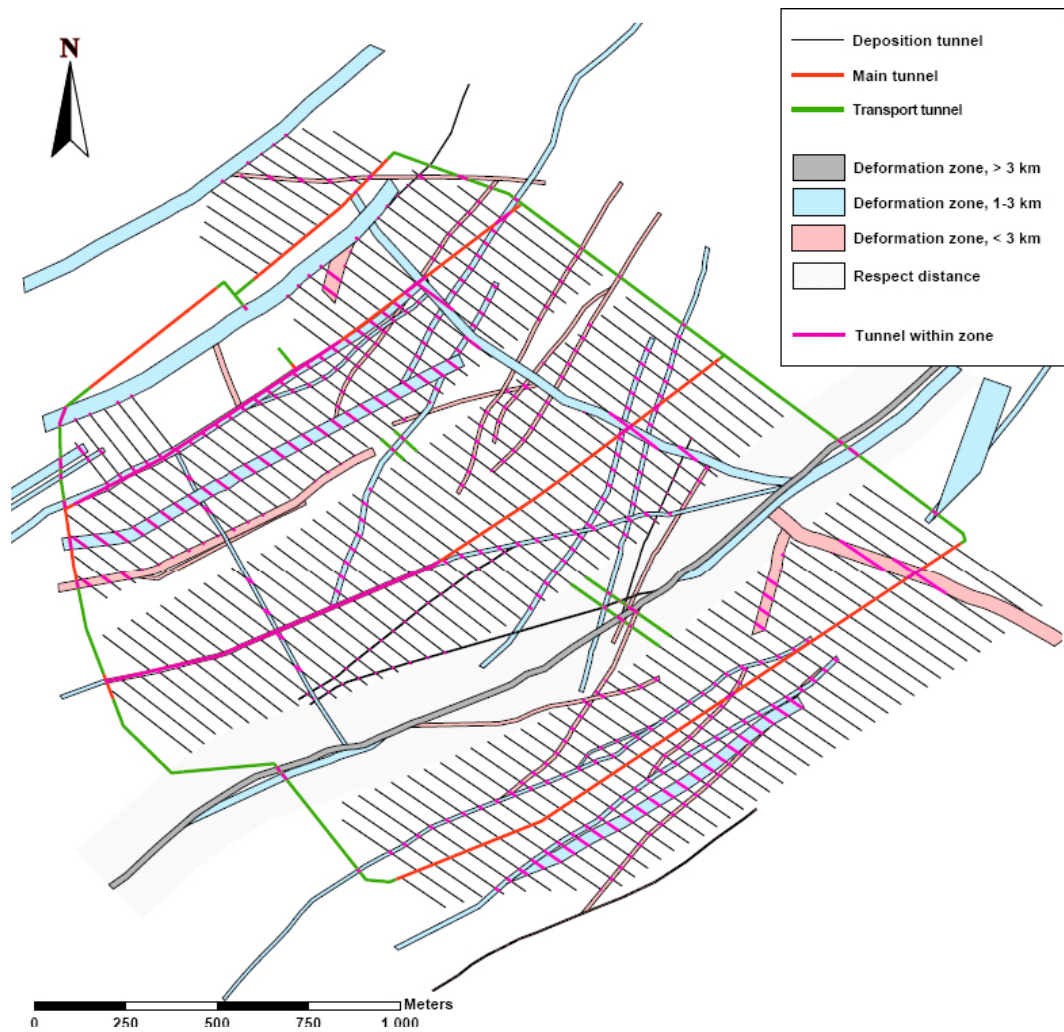 N
Deposition tunnel
Main tunnel
Transport tunnel
Deformation zone, > 3 km
Deformation zone, 1-3 km
Deformation zone, < 3 km
Respect distance
Tunnel within zone
Meters
0 250 500 750 1 000